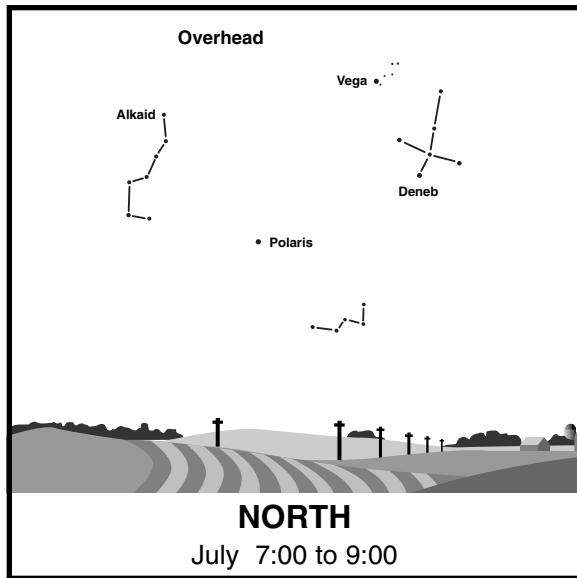 Overhead
Vega
Alkaid
Deneb
Polaris
NORTH
July 7:00 to 9:00